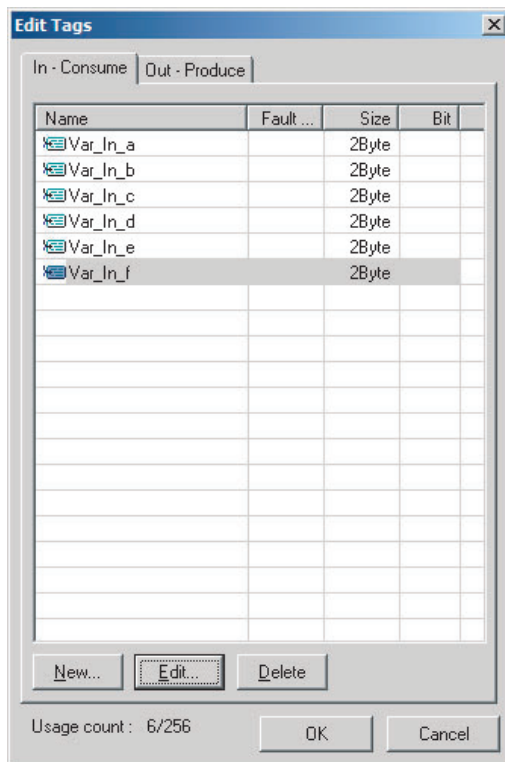 Edit Tags
In - Consume Out - Produce
Name Fault ... Size Bit
Var_In_a 2Byte
Var_In_b 2Byte
Var_In_c 2Byte
Var_In_d 2Byte
Var_In_e 2Byte
Var_In_f 2Byte
New... Edit... Delete
Usage count : 6/256 OK Cancel